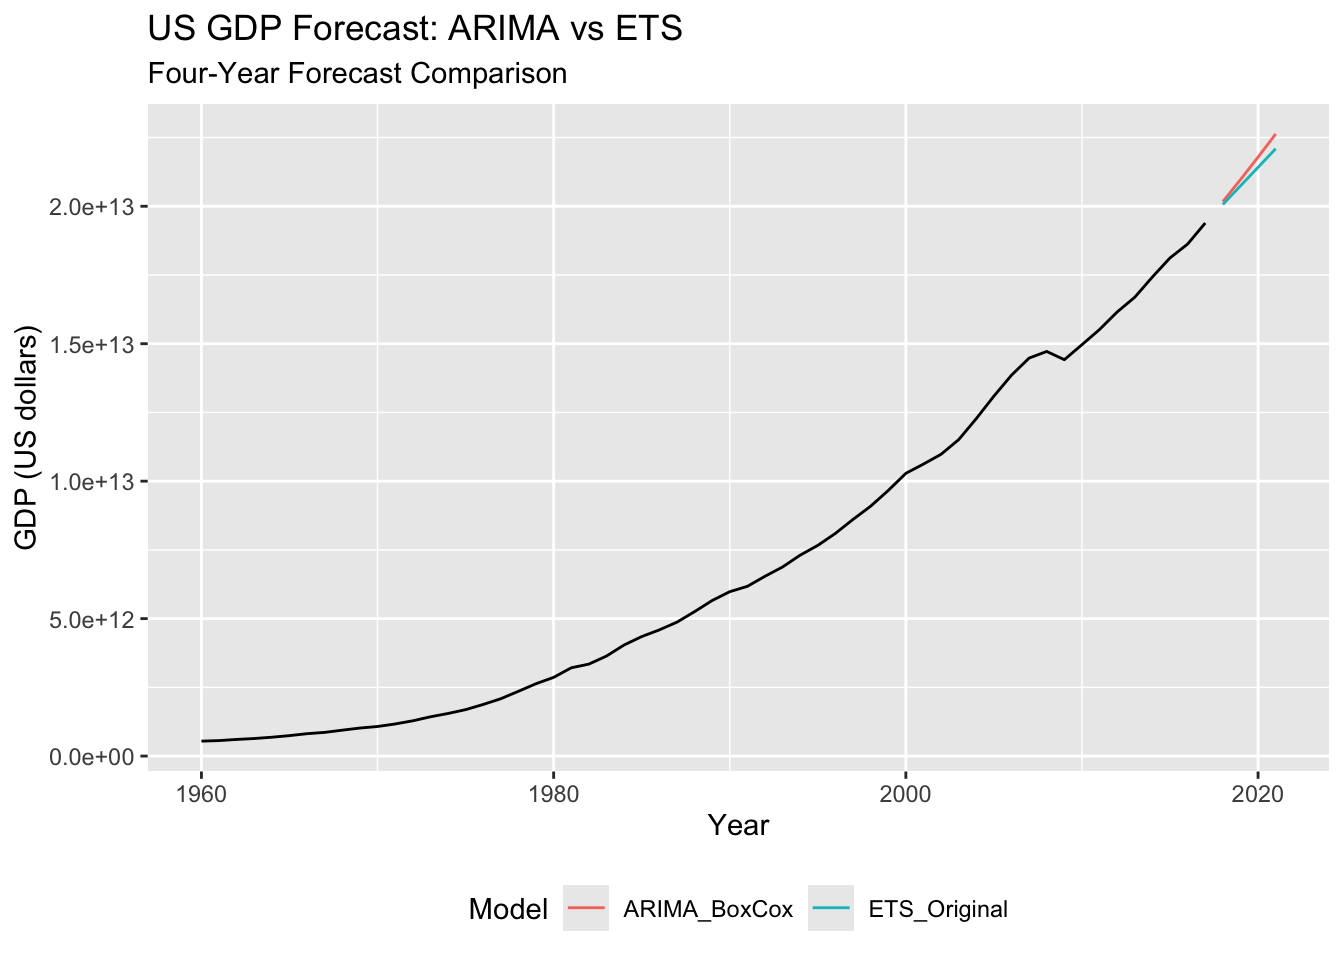 US GDP Forecast: ARIMA vs ETS
Four-Year Forecast Comparison
GDP (US dollars)
2.0e+13
1.5e+13
1.0e+13
5.0e+12
0.0e+00
1960 1980 2000 2020
Year
Model ARIMA_BoxCox ETS_Original